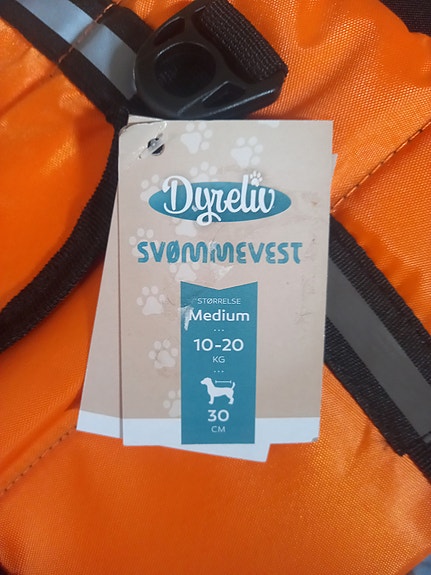 Dyreliv
SVØMMEVEST
STØRRELSE
Medium
...
10-20
KG
...
30
CM